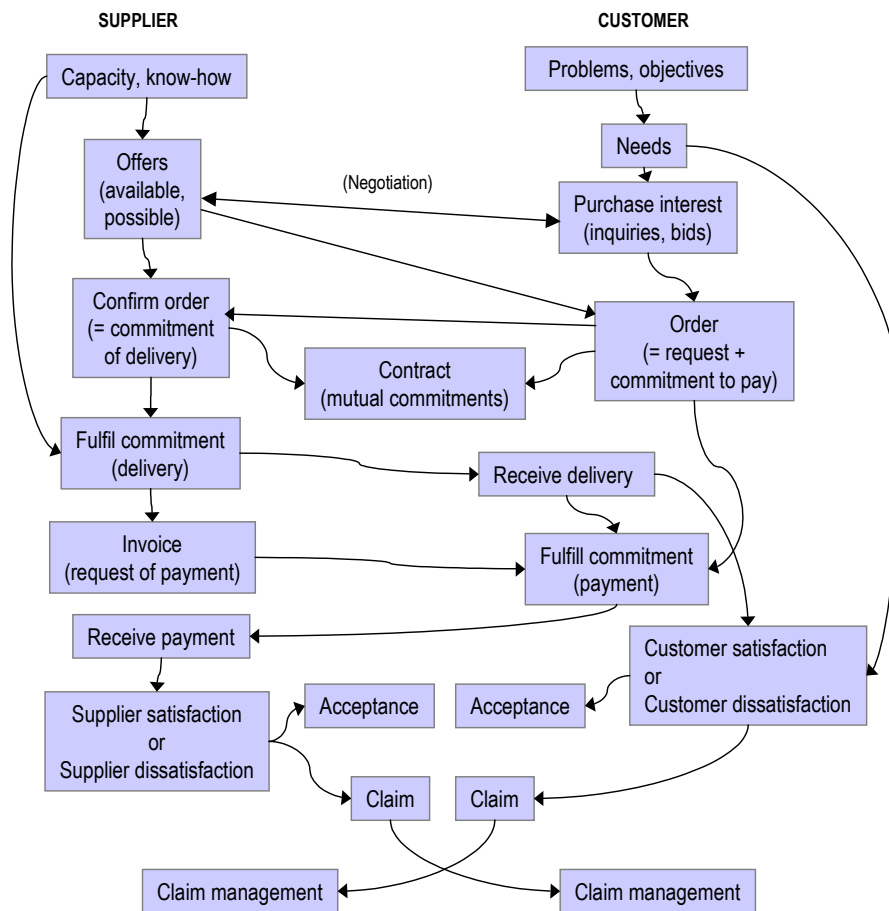 SUPPLIER
CUSTOMER
Capacity, know-how
Problems, objectives
Needs
Offers
(available,
possible)
(Negotiation)
Purchase interest
(inquiries, bids)
Confirm order
(= commitment
of delivery)
Order
(= request +
commitment to pay)
Contract
(mutual commitments)
Fulfil commitment
(delivery)
Receive delivery
Invoice
(request of payment)
Fulfill commitment
(payment)
Receive payment
Customer satisfaction
or
Customer dissatisfaction
Supplier satisfaction
or
Supplier dissatisfaction
Acceptance
Acceptance
Claim
Claim
Claim management
Claim management